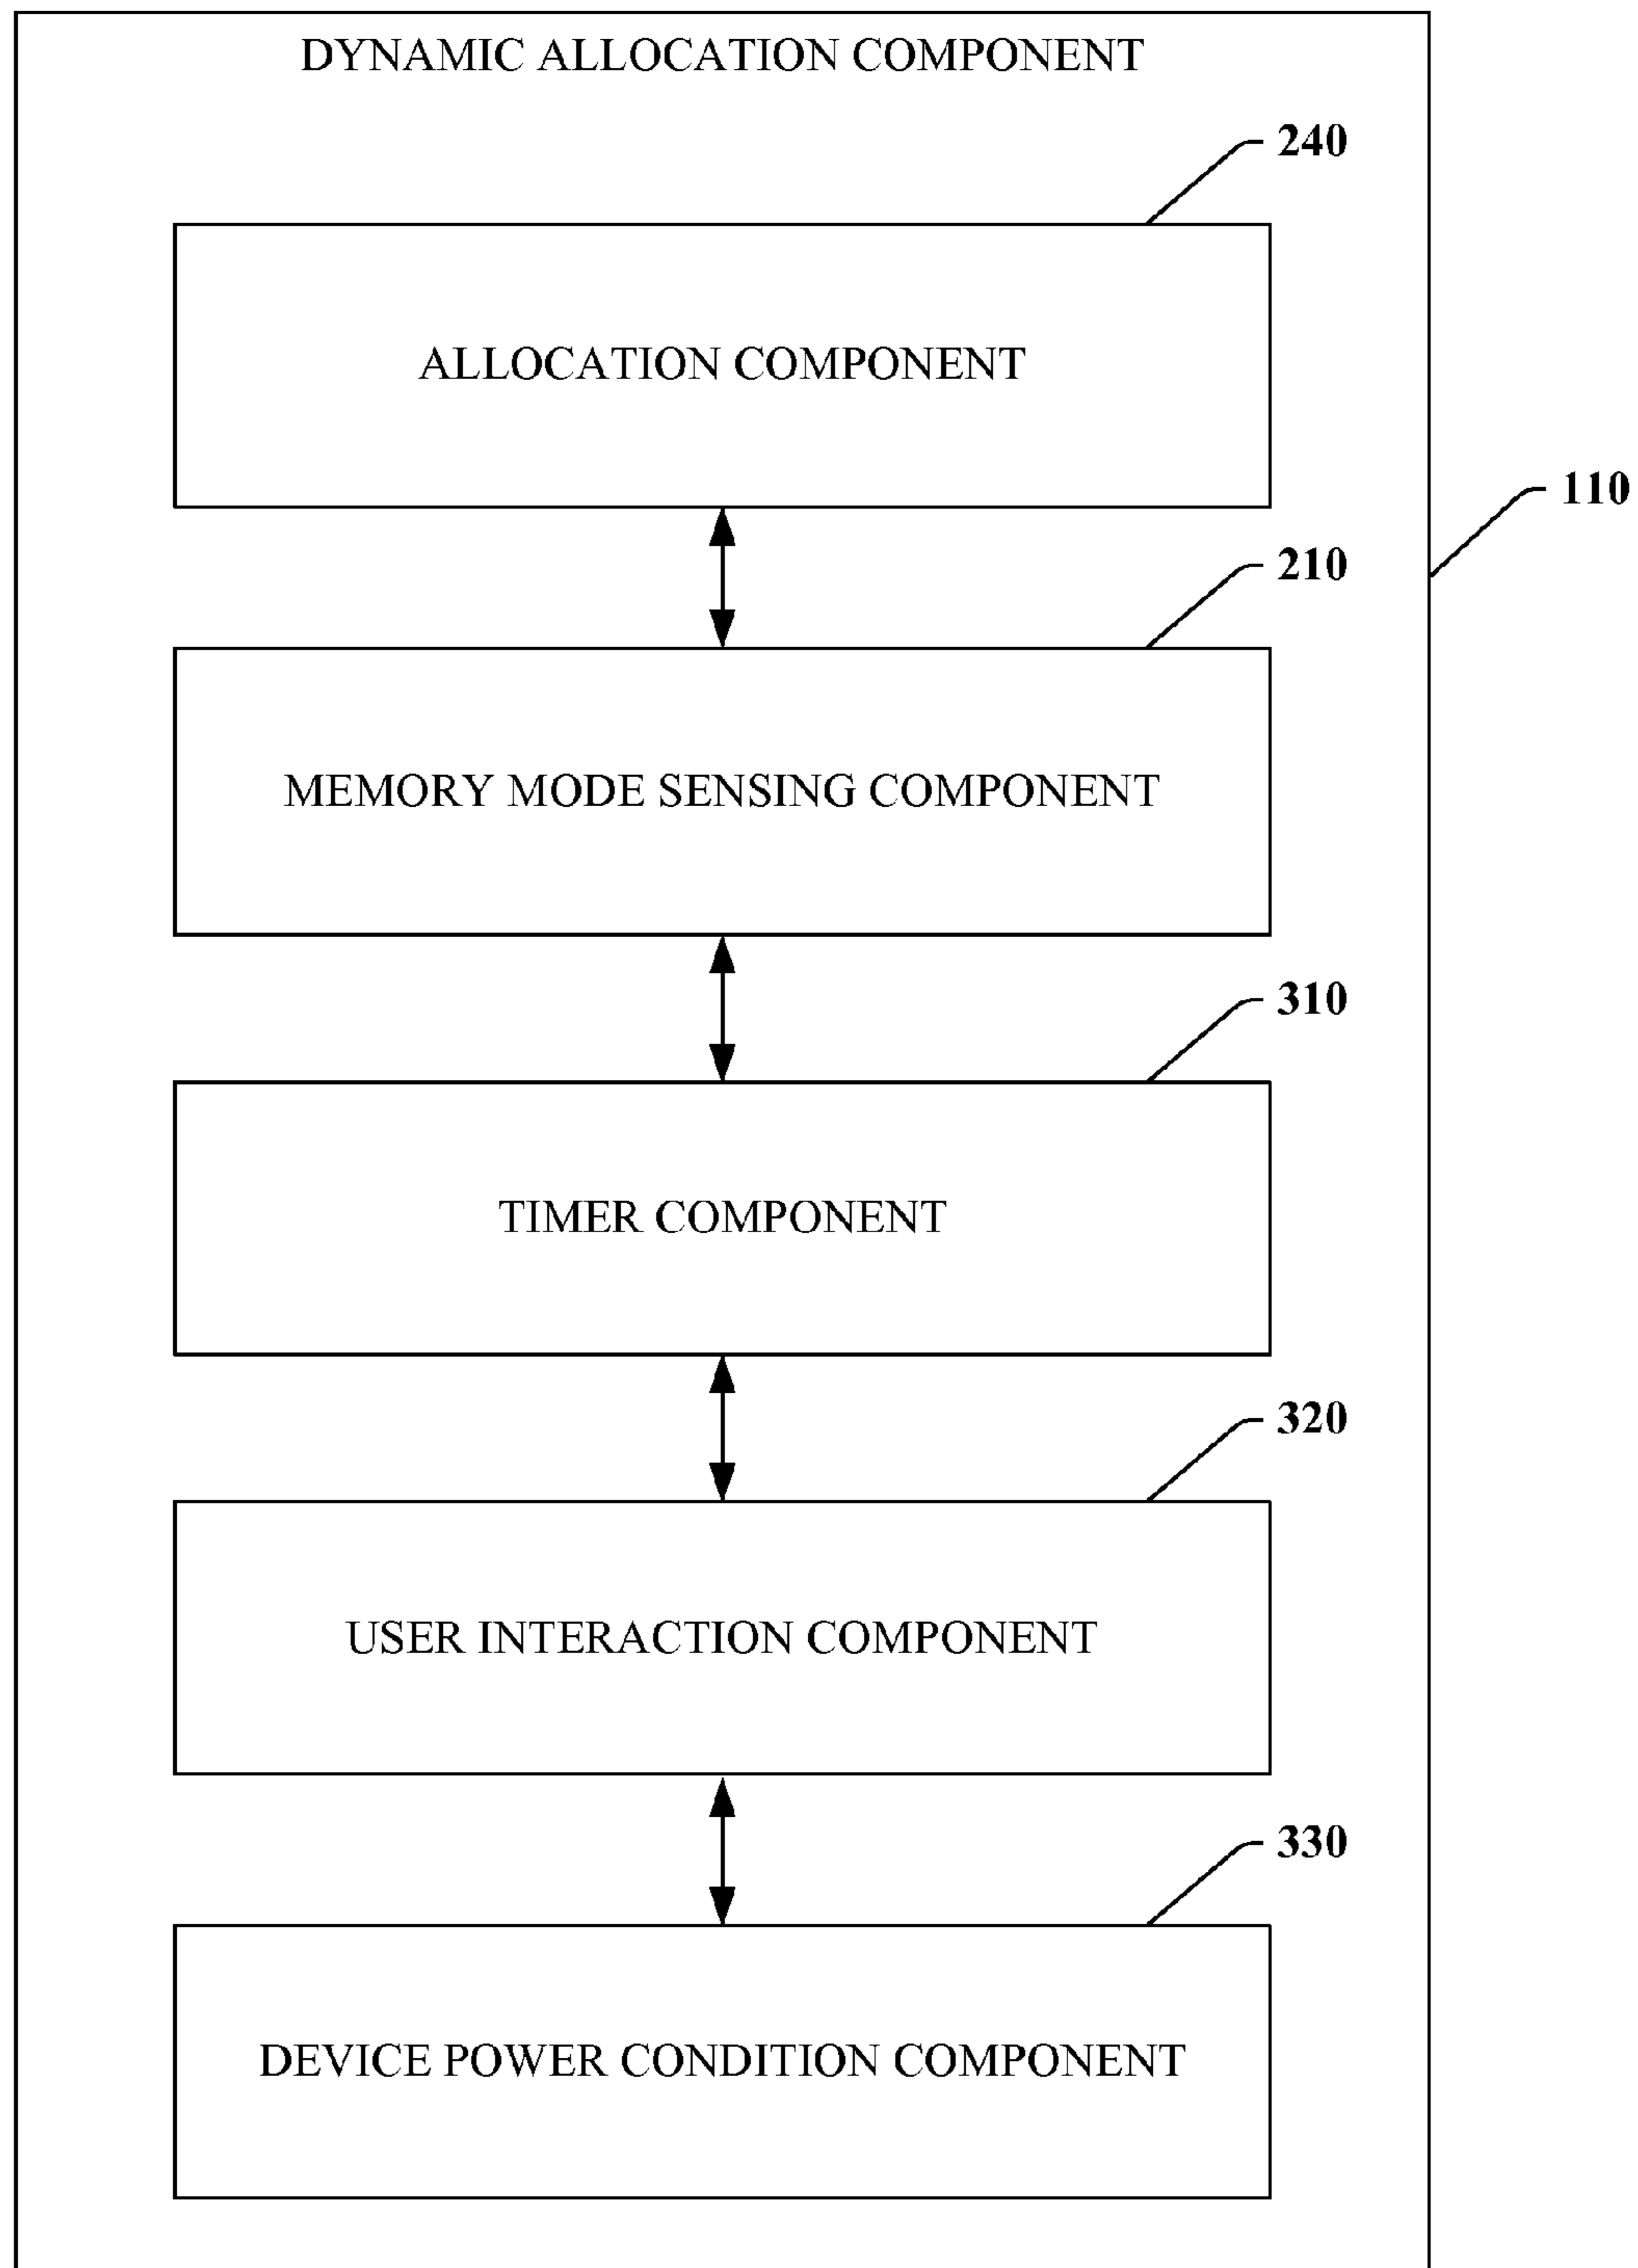 DYNAMIC ALLOCATION COMPONENT
240
ALLOCATION COMPONENT
110
210
MEMORY MODE SENSING COMPONENT
310
TIMER COMPONENT
320
USER INTERACTION COMPONENT
330
DEVICE POWER CONDITION COMPONENT